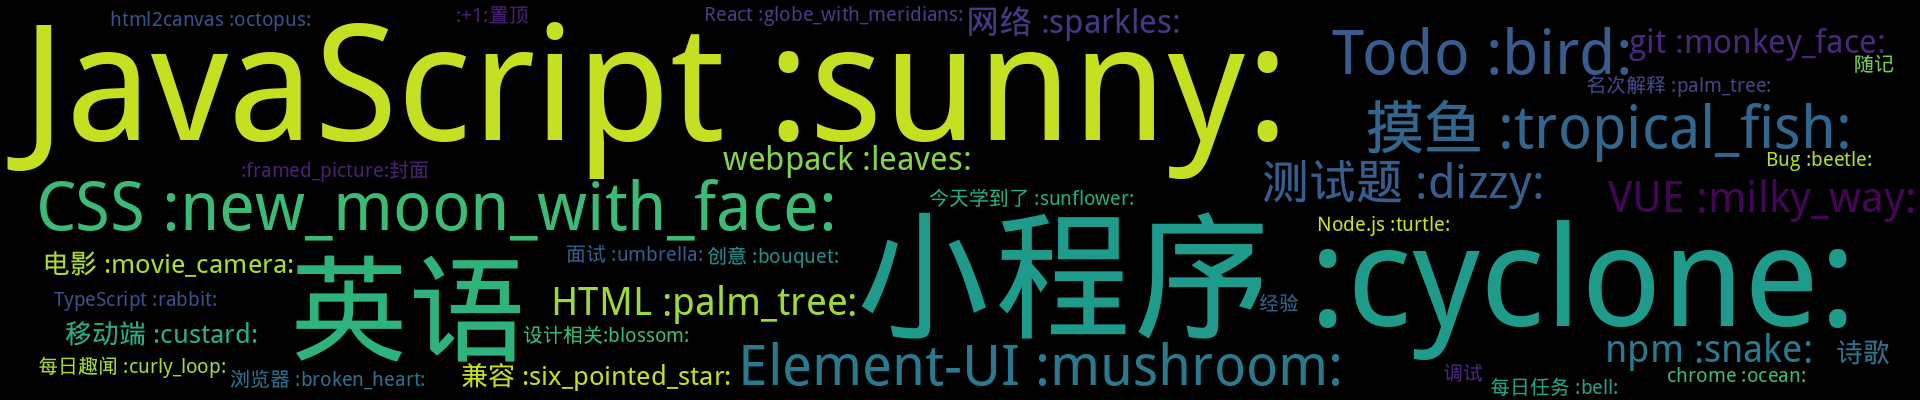 html2canvas :octopus:
:+1:置顶
React :globe_with_meridians:
网络 :sparkles:
JavaScript :sunny:
Todo :bird:
git :monkey_face:
随记
名次解释 :palm_tree:
摸鱼 :tropical_fish:
webpack :leaves:
Bug :beetle:
:framed_picture:封面
测试题 :dizzy:
CSS :new_moon_with_face:
今天学到了 :sunflower:
VUE :milky_way:
Node.js :turtle:
电影 :movie_camera:
面试 :umbrella:
创意 :bouquet:
小程序 :cyclone:
英语
TypeScript :rabbit:
HTML :palm_tree:
经验
移动端 :custard:
设计相关:blossom:
npm :snake:
诗歌
每日趣闻 :curly_loop:
浏览器 :broken_heart:
兼容 :six_pointed_star:
Element-UI :mushroom:
调试
chrome :ocean:
每日任务 :bell: